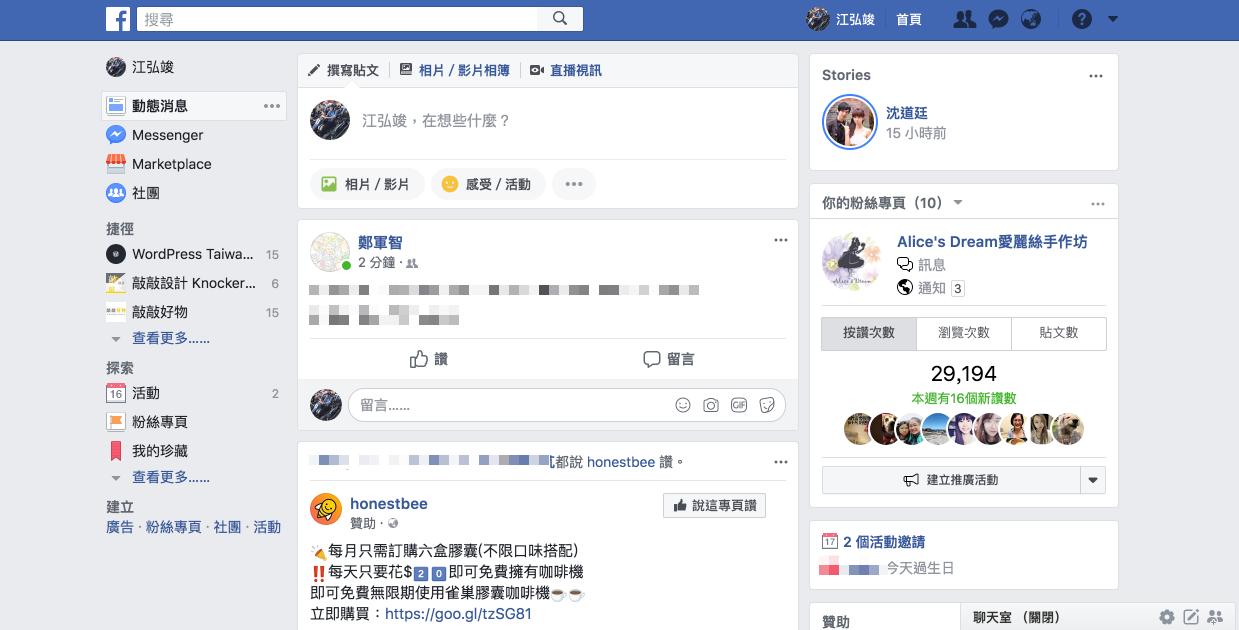 搜尋
江弘竣
首頁
江弘竣
動態消息
Messenger
Marketplace
社團
捷徑
WordPress Taiwa... 15
敲敲設計 Knocker... 6
敲敲好物 15
查看更多......
探索
16 活動 2
粉絲專頁
我的珍藏
查看更多......
建立
廣告 · 粉絲專頁 · 社團 · 活動
撰寫貼文
相片 / 影片相簿
直播視訊
江弘竣，在想些什麼？
相片 / 影片
感受 / 活動
鄭軍智
2 分鐘 ·
讚
留言
留言......
GIF
都說 honestbee 讚。
honestbee
贊助 ·
說這專頁讚
每月只需訂購六盒膠囊(不限口味搭配)
‼️每天只要花$2️⃣0️⃣即可免費擁有咖啡機
即可免費無限期使用雀巢膠囊咖啡機☕☕
立即購買：https://goo.gl/tzSG81
Stories
沈道廷
15 小時前
你的粉絲專頁（10）
Alice's Dream愛麗絲手作坊
Alice's Dream
訊息
通知 3
按讚次數
瀏覽次數
貼文數
29,194
本週有16個新讚數
建立推廣活動
17 2 個活動邀請
今天過生日
贊助
聊天室 （關閉）